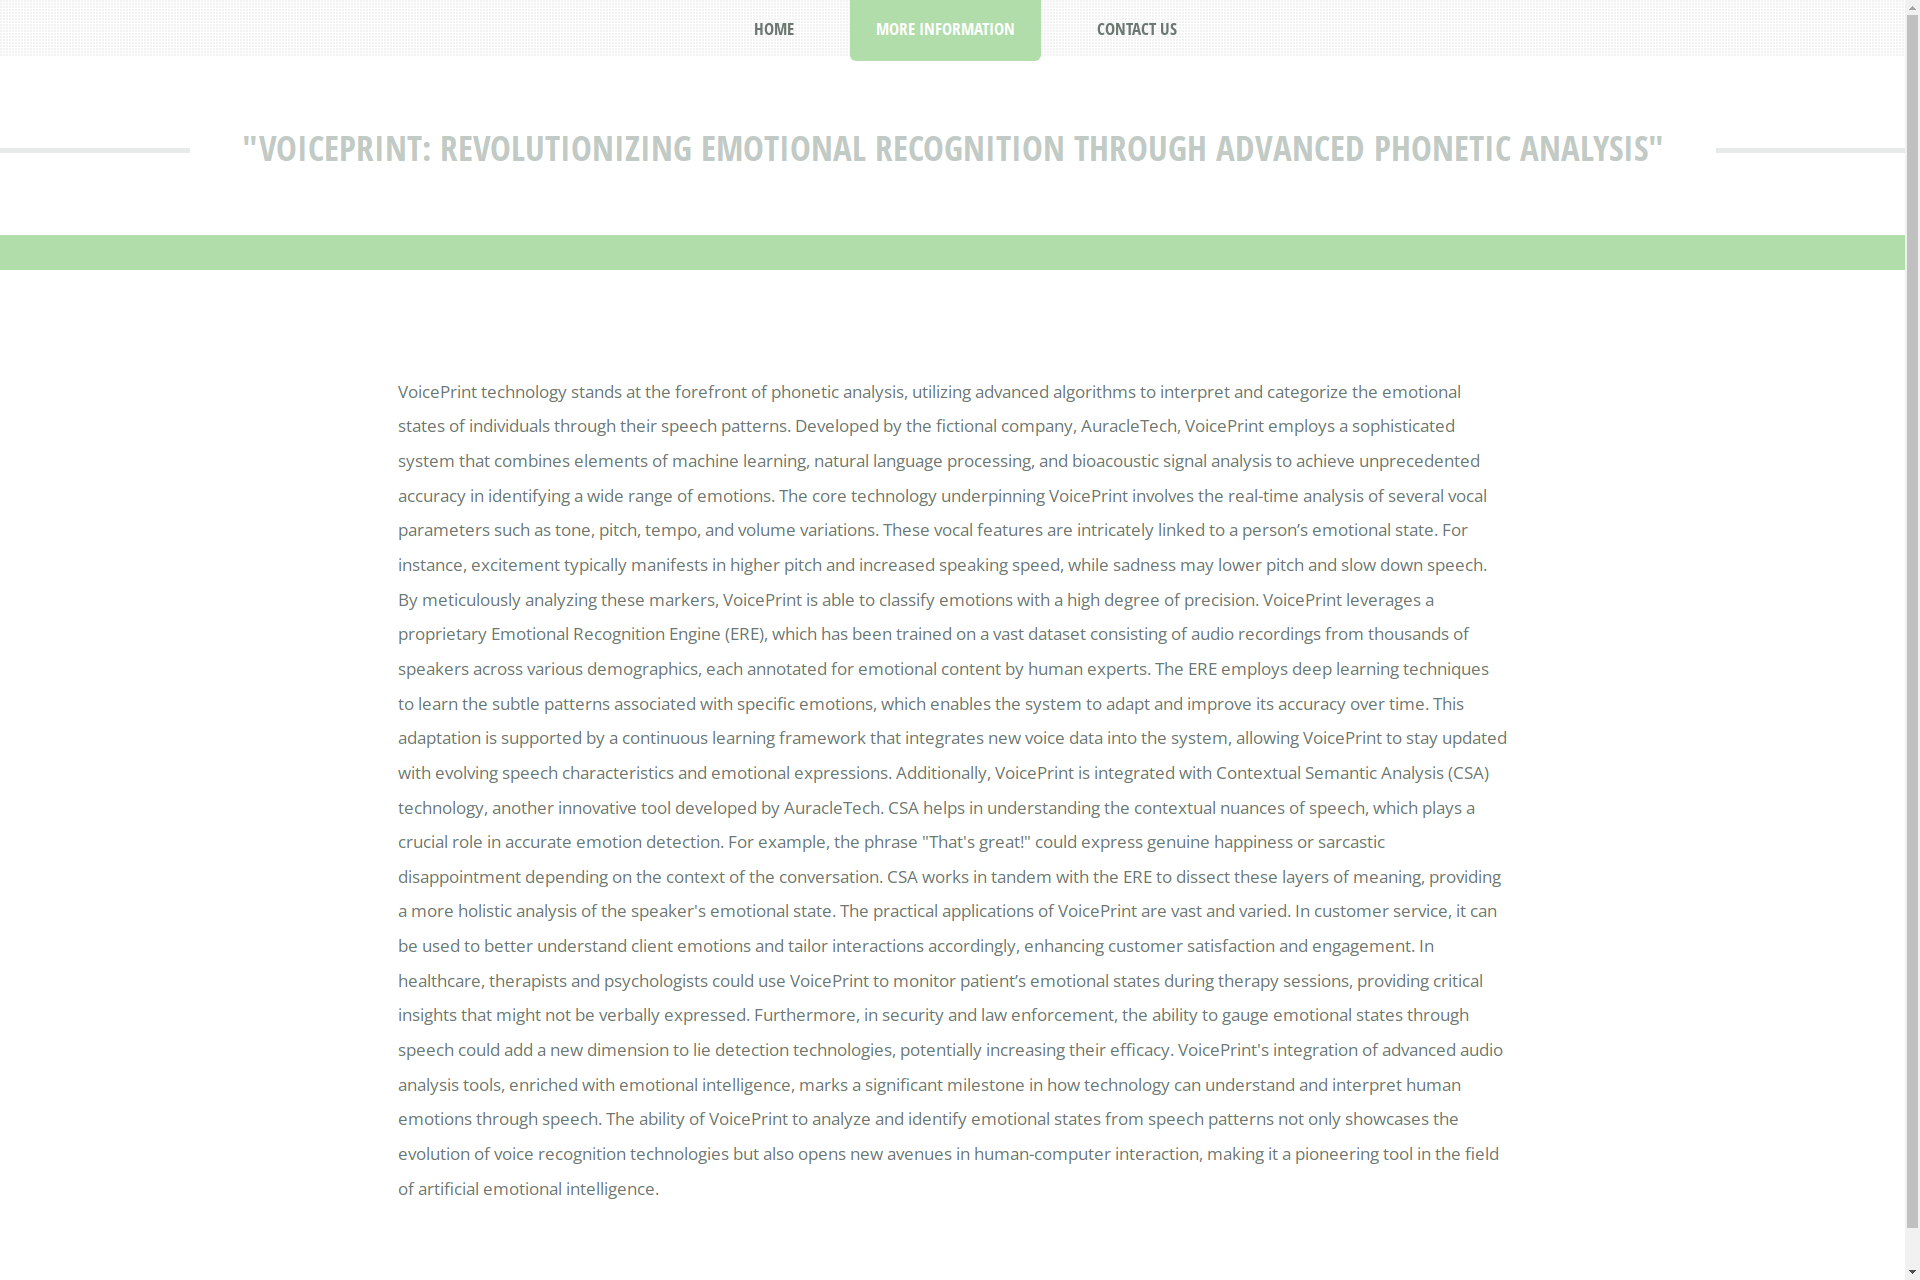 HOME
MORE INFORMATION
CONTACT US
"VOICEPRINT: REVOLUTIONIZING EMOTIONAL RECOGNITION THROUGH ADVANCED PHONETIC ANALYSIS"
VoicePrint technology stands at the forefront of phonetic analysis, utilizing advanced algorithms to interpret and categorize the emotional
states of individuals through their speech patterns. Developed by the fictional company, AuracleTech, VoicePrint employs a sophisticated
system that combines elements of machine learning, natural language processing, and bioacoustic signal analysis to achieve unprecedented
accuracy in identifying a wide range of emotions. The core technology underpinning VoicePrint involves the real-time analysis of several vocal
parameters such as tone, pitch, tempo, and volume variations. These vocal features are intricately linked to a person’s emotional state. For
instance, excitement typically manifests in higher pitch and increased speaking speed, while sadness may lower pitch and slow down speech.
By meticulously analyzing these markers, VoicePrint is able to classify emotions with a high degree of precision. VoicePrint leverages a
proprietary Emotional Recognition Engine (ERE), which has been trained on a vast dataset consisting of audio recordings from thousands of
speakers across various demographics, each annotated for emotional content by human experts. The ERE employs deep learning techniques
to learn the subtle patterns associated with specific emotions, which enables the system to adapt and improve its accuracy over time. This
adaptation is supported by a continuous learning framework that integrates new voice data into the system, allowing VoicePrint to stay updated
with evolving speech characteristics and emotional expressions. Additionally, VoicePrint is integrated with Contextual Semantic Analysis (CSA)
technology, another innovative tool developed by AuracleTech. CSA helps in understanding the contextual nuances of speech, which plays a
crucial role in accurate emotion detection. For example, the phrase "That's great!" could express genuine happiness or sarcastic
disappointment depending on the context of the conversation. CSA works in tandem with the ERE to dissect these layers of meaning, providing
a more holistic analysis of the speaker's emotional state. The practical applications of VoicePrint are vast and varied. In customer service, it can
be used to better understand client emotions and tailor interactions accordingly, enhancing customer satisfaction and engagement. In
healthcare, therapists and psychologists could use VoicePrint to monitor patient’s emotional states during therapy sessions, providing critical
insights that might not be verbally expressed. Furthermore, in security and law enforcement, the ability to gauge emotional states through
speech could add a new dimension to lie detection technologies, potentially increasing their efficacy. VoicePrint's integration of advanced audio
analysis tools, enriched with emotional intelligence, marks a significant milestone in how technology can understand and interpret human
emotions through speech. The ability of VoicePrint to analyze and identify emotional states from speech patterns not only showcases the
evolution of voice recognition technologies but also opens new avenues in human-computer interaction, making it a pioneering tool in the field
of artificial emotional intelligence.